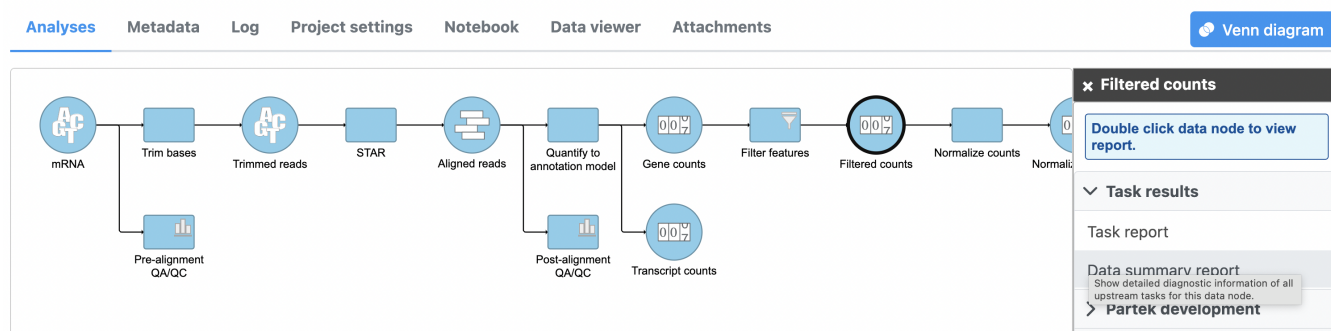 Analyses Metadata Log Project settings Notebook Data viewer Attachments
Venn diagram
Filtered counts
Double click data node to view
report.
Task results
Task report
Data summary report
Show detailed diagnostic information of all
upstream tasks for this data node.
Partek development
mRNA
Trim bases
Trimmed reads
STAR
Aligned reads
Quantify to
annotation model
Gene counts
Filter features
Filtered counts
Normalize counts
Pre-alignment
QA/QC
Post-alignment
QA/QC
Transcript counts